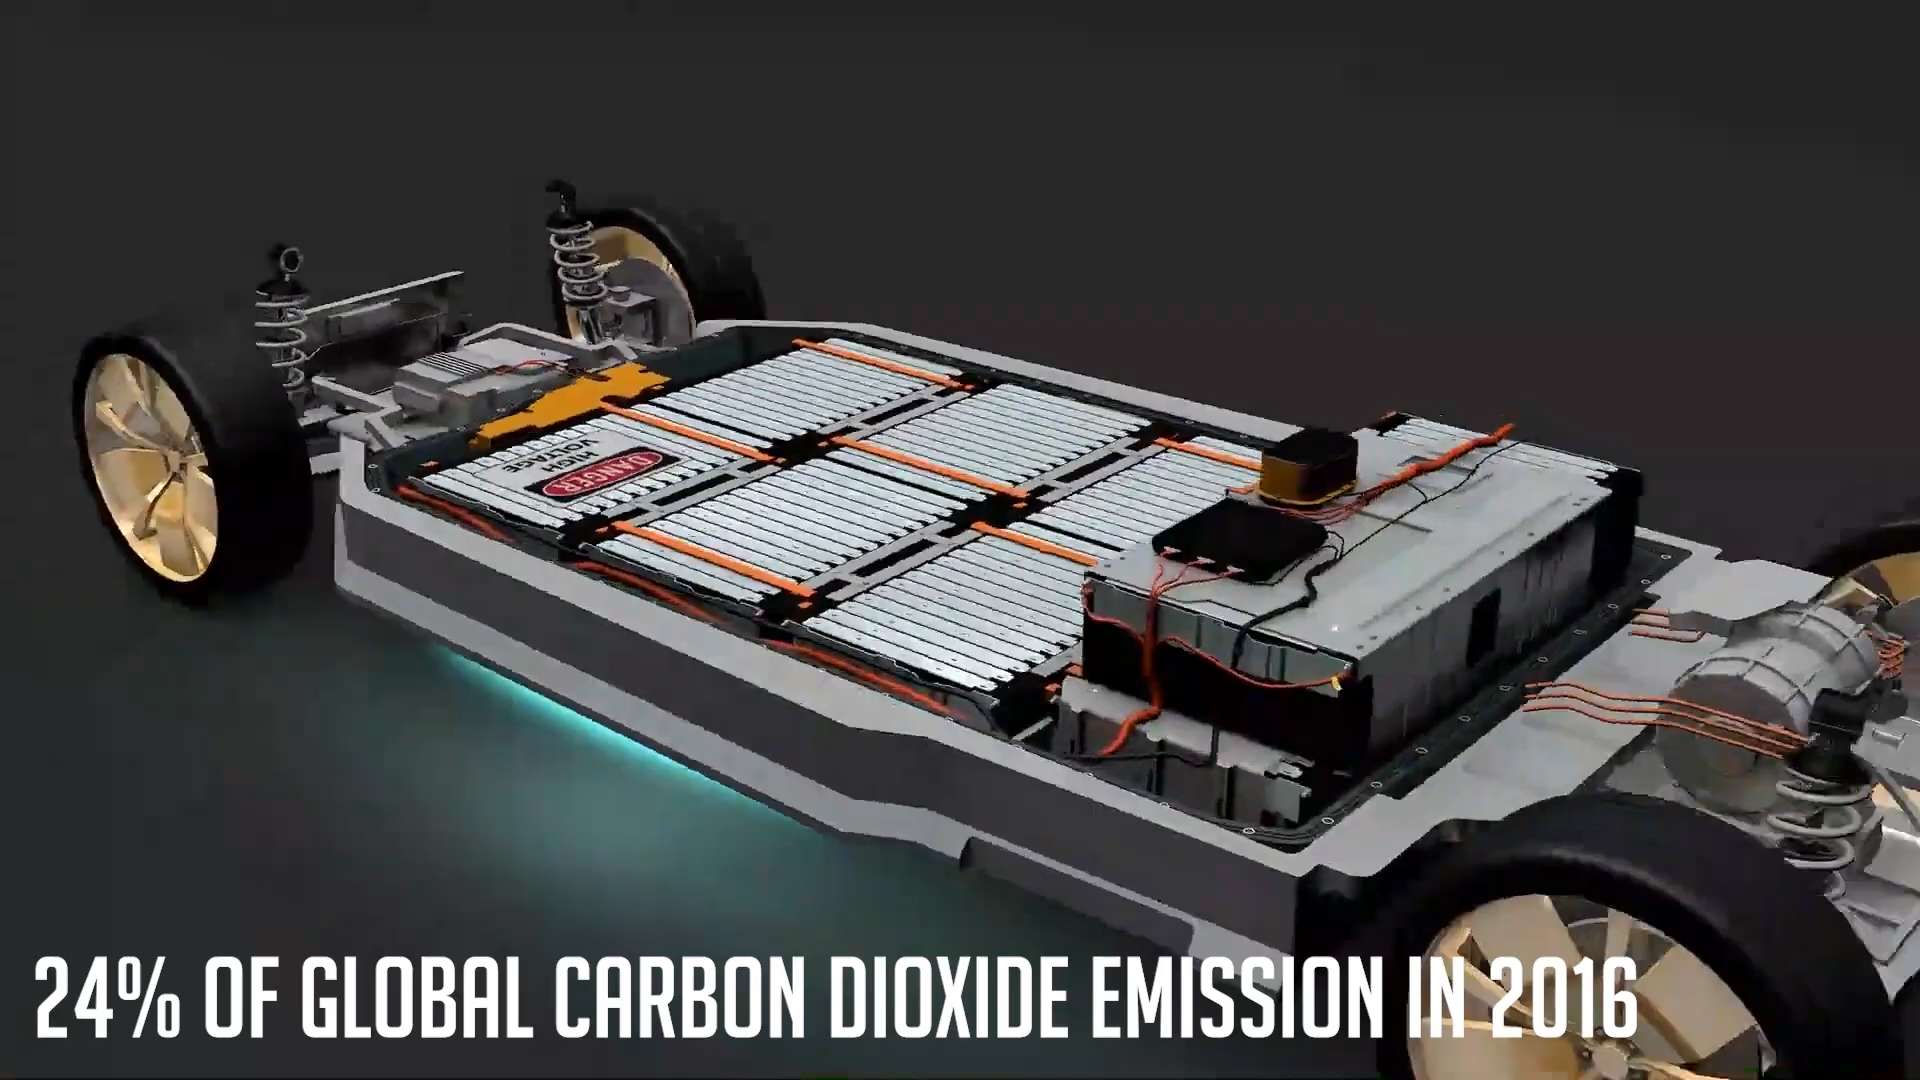 HIGH
VOLTAGE
DANGER
24% OF GLOBAL CARBON DIOXIDE EMISSION IN 2016